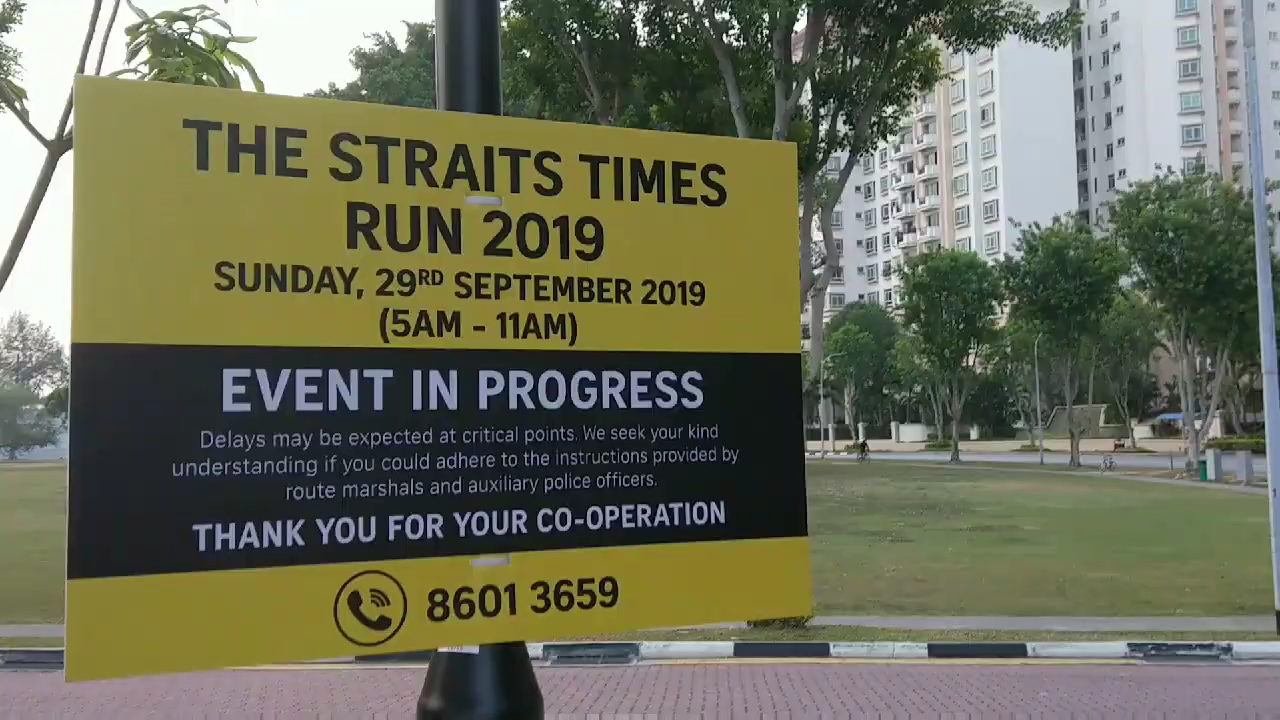 THE STRAITS TIMES
RUN 2019
SUNDAY, 29RD SEPTEMBER 2019
(5AM - 11AM)
EVENT IN PROGRESS
Delays may be expected at critical points. We seek your kind
understanding if you could adhere to the instructions provided by
route marshals and auxiliary police officers.
THANK YOU FOR YOUR CO-OPERATION
8601 3659